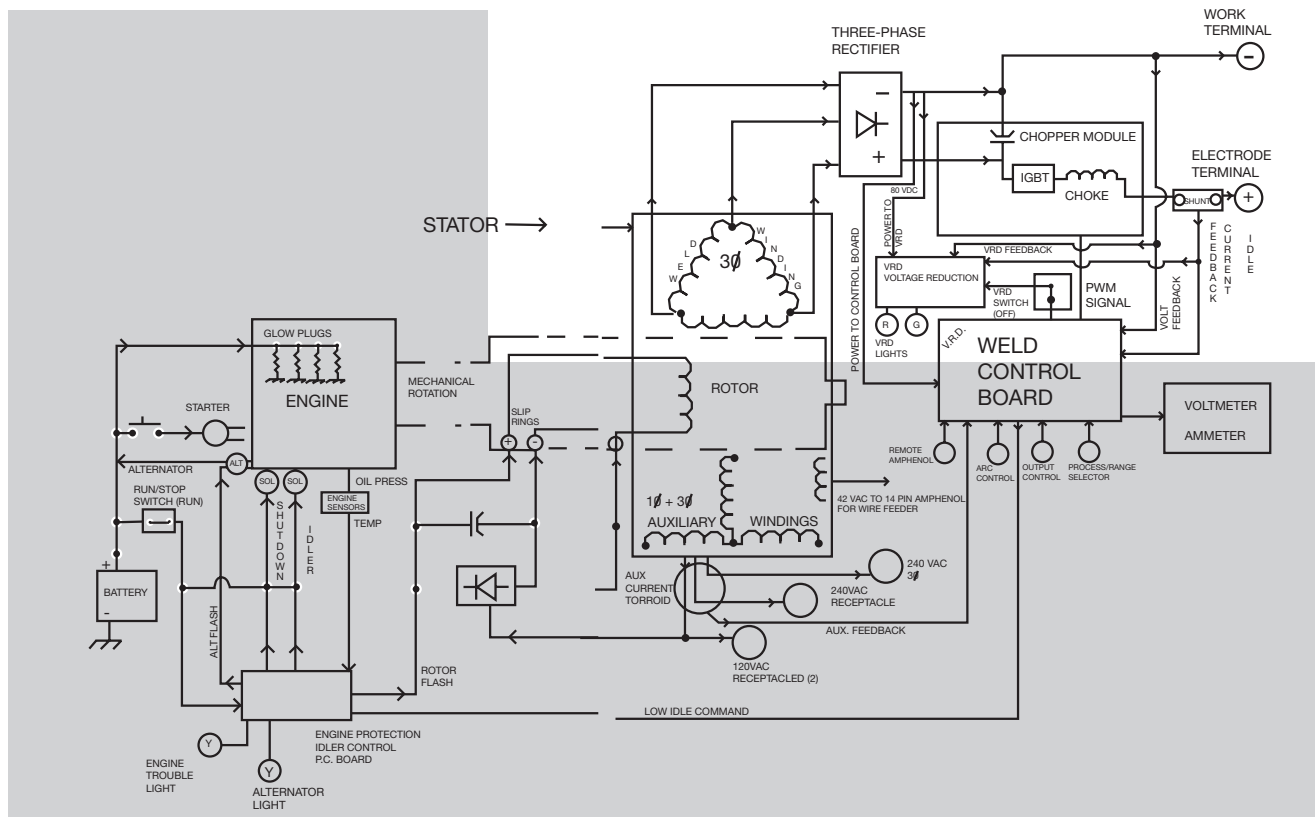 WORK
TERMINAL
-
THREE-PHASE
RECTIFIER
-
+
CHOPPER MODULE
IGBT
CHOKE
ELECTRODE
TERMINAL
SHUNT
+
80 VDC
POWER TO
VRD
STATOR
WELD
WINDING
3Ø
POWER TO CONTROL BOARD
VRD FEEDBACK
VRD
VOLTAGE REDUCTION
VRD
SWITCH
(OFF)
PWM
SIGNAL
VOLT
FEEDBACK
FEEDBACK
CURRENT
IDLE
R
G
VRD
LIGHTS
V.R.D.
WELD
CONTROL
BOARD
VOLTMETER
AMMETER
REMOTE
AMPHENOL
ARC
CONTROL
OUTPUT
CONTROL
PROCESS/RANGE
SELECTOR
GLOW PLUGS
ENGINE
MECHANICAL
ROTATION
SLIP
RINGS
+
-
ROTOR
STARTER
ALTERNATOR
ALT
RUN/STOP
SWITCH (RUN)
SOL
SOL
SHUTDOWN
IDLER
OIL PRESS
ENGINE
SENSORS
TEMP
1Ø + 3Ø
AUXILIARY
WINDINGS
42 VAC TO 14 PIN AMPHENOL
FOR WIRE FEEDER
+
BATTERY
-
ALT FLASH
AUX
CURRENT
TORROID
240 VAC
3Ø
240VAC
RECEPTACLE
AUX. FEEDBACK
120VAC
RECEPTACLED (2)
ROTOR
FLASH
LOW IDLE COMMAND
ENGINE PROTECTION
IDLER CONTROL
P.C. BOARD
Y
ENGINE
TROUBLE
LIGHT
Y
ALTERNATOR
LIGHT